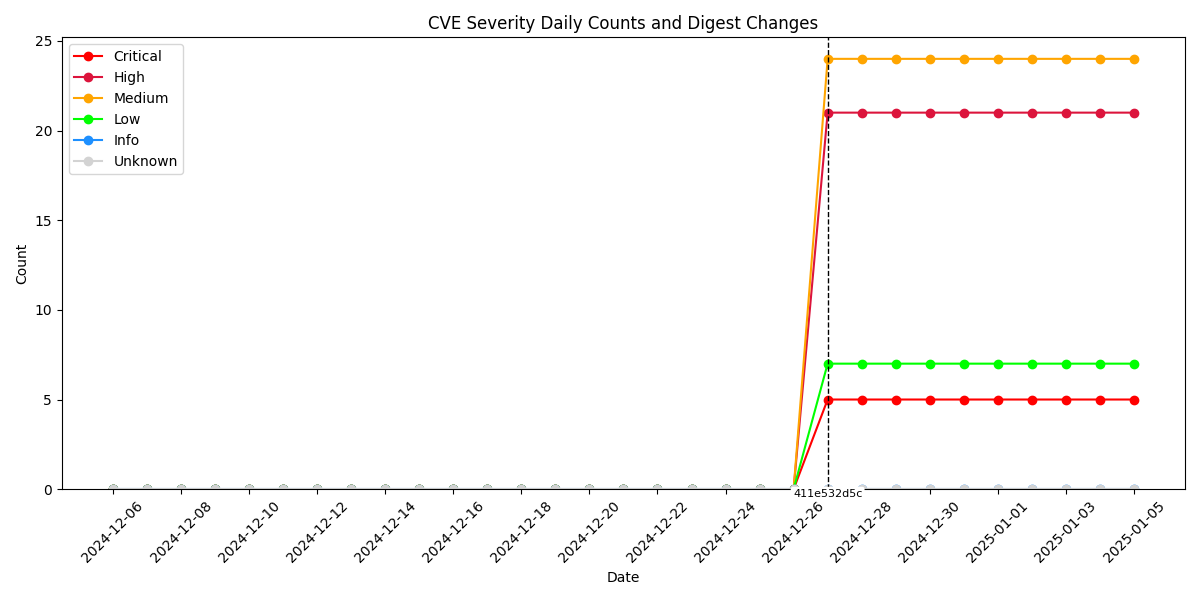 CVE Severity Daily Counts and Digest Changes
Critical
High
Medium
Low
Info
Unknown
Count
25
20
15
10
5
0
411e532d5c
2024-12-06
2024-12-08
2024-12-10
2024-12-12
2024-12-14
2024-12-16
2024-12-18
2024-12-20
2024-12-22
2024-12-24
2024-12-26
2024-12-28
2024-12-30
2025-01-01
2025-01-03
2025-01-05
Date